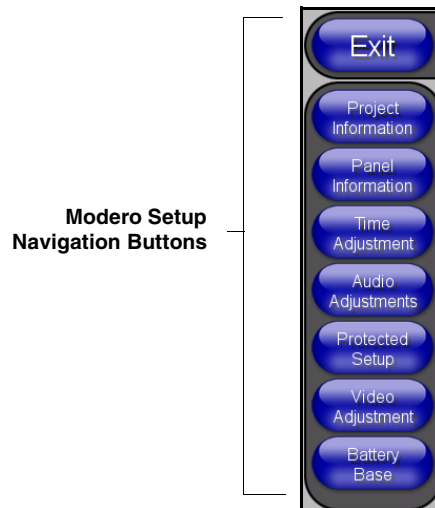 Exit
Project
Information
Panel
Information
Modero Setup
Navigation Buttons
Time
Adjustment
Audio
Adjustments
Protected
Setup
Video
Adjustment
Battery
Base